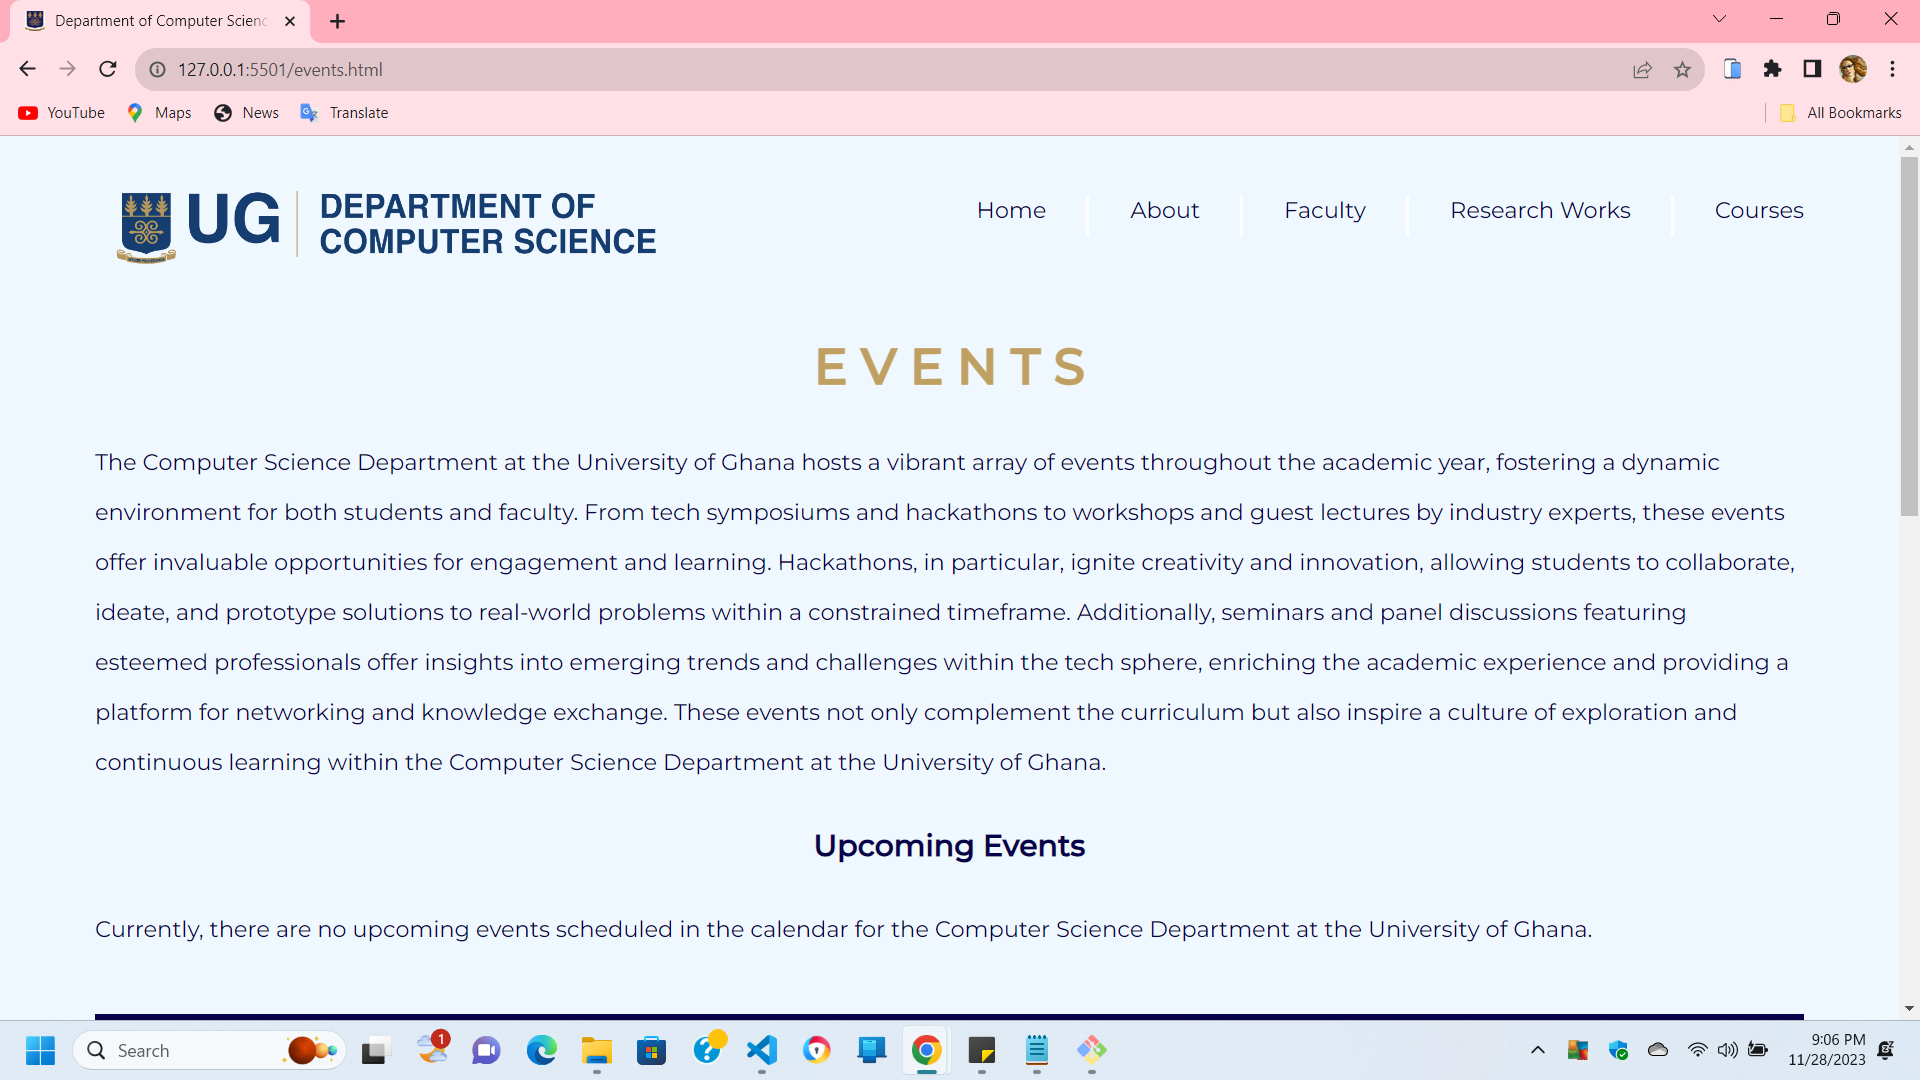 Department of Computer Scienc
127.0.0.1:5501/events.html
YouTube
Maps
News
Translate
All Bookmarks
UG
DEPARTMENT OF
COMPUTER SCIENCE
Home
About
Faculty
Research Works
Courses
EVENTS
The Computer Science Department at the University of Ghana hosts a vibrant array of events throughout the academic year, fostering a dynamic
environment for both students and faculty. From tech symposiums and hackathons to workshops and guest lectures by industry experts, these events
offer invaluable opportunities for engagement and learning. Hackathons, in particular, ignite creativity and innovation, allowing students to collaborate,
ideate, and prototype solutions to real-world problems within a constrained timeframe. Additionally, seminars and panel discussions featuring
esteemed professionals offer insights into emerging trends and challenges within the tech sphere, enriching the academic experience and providing a
platform for networking and knowledge exchange. These events not only complement the curriculum but also inspire a culture of exploration and
continuous learning within the Computer Science Department at the University of Ghana.
Upcoming Events
Currently, there are no upcoming events scheduled in the calendar for the Computer Science Department at the University of Ghana.
Search
1
9:06 PM
11/28/2023